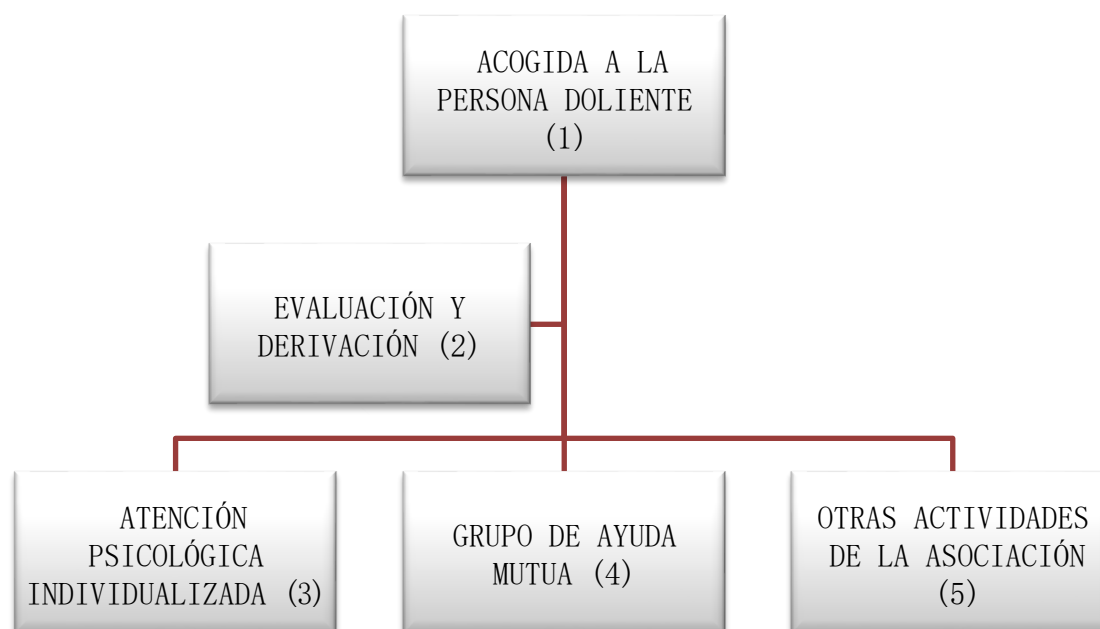 ACOGIDA A LA
PERSONA DOLIENTE
(1)
EVALUACIÓN Y
DERIVACIÓN (2)
ATENCIÓN
PSICOLÓGICA
INDIVIDUALIZADA (3)
GRUPO DE AYUDA
MUTUA (4)
OTRAS ACTIVIDADES
DE LA ASOCIACIÓN
(5)